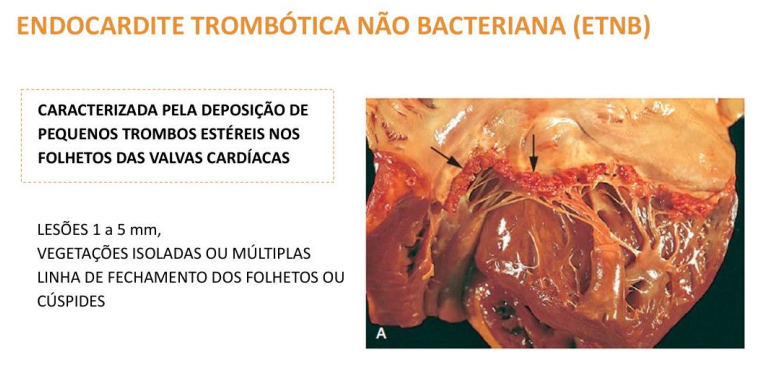 ENDOCARDITE TROMBÓTICA NÃO BACTERIANA (ETNB)
CARACTERIZADA PELA DEPOSIÇÃO DE
PEQUENOS TROMBOS ESTÉREIS NOS
FOLHETOS DAS VALVAS CARDÍACAS
LESÕES 1 a 5 mm,
VEGETAÇÕES ISOLADAS OU MÚLTIPLAS
LINHA DE FECHAMENTO DOS FOLHETOS OU
CÚSPIDES
A